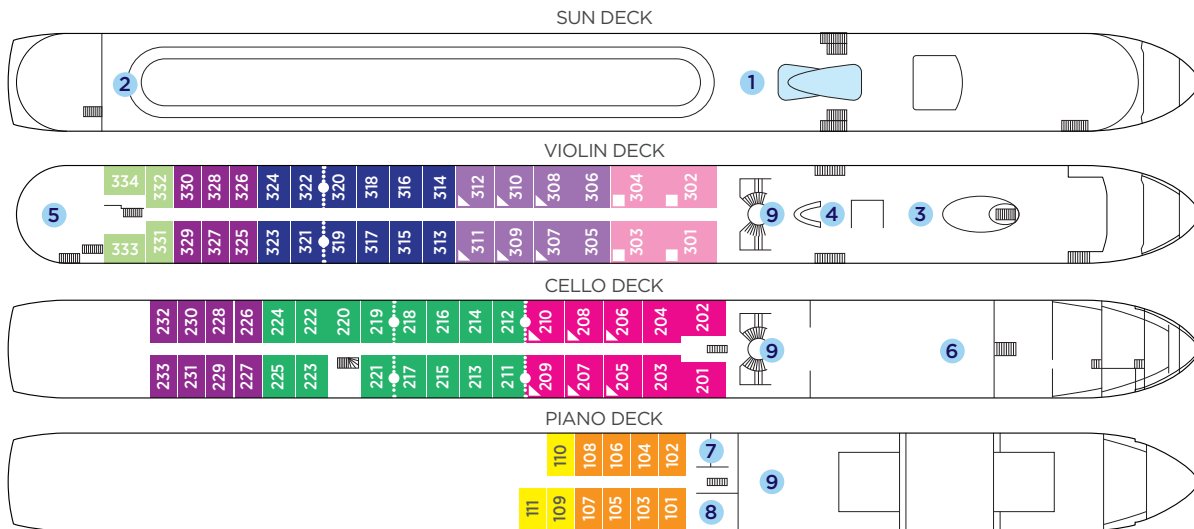 SUN DECK
2 1
VIOLIN DECK
334 332 330 328 326 324 322 320 318 316 314 312 310 308 306 304 302
5 9 4 3
333 331 329 327 325 323 321 319 317 315 313 311 309 307 305 303 301
CELLO DECK
232 230 228 226 224 222 220 219 218 216 214 212 210 208 206 204 202
9 6
233 231 229 227 225 223 221 217 215 213 211 209 207 205 203 201
PIANO DECK
110 108 106 104 102 7
9
111 109 107 105 103 101 8